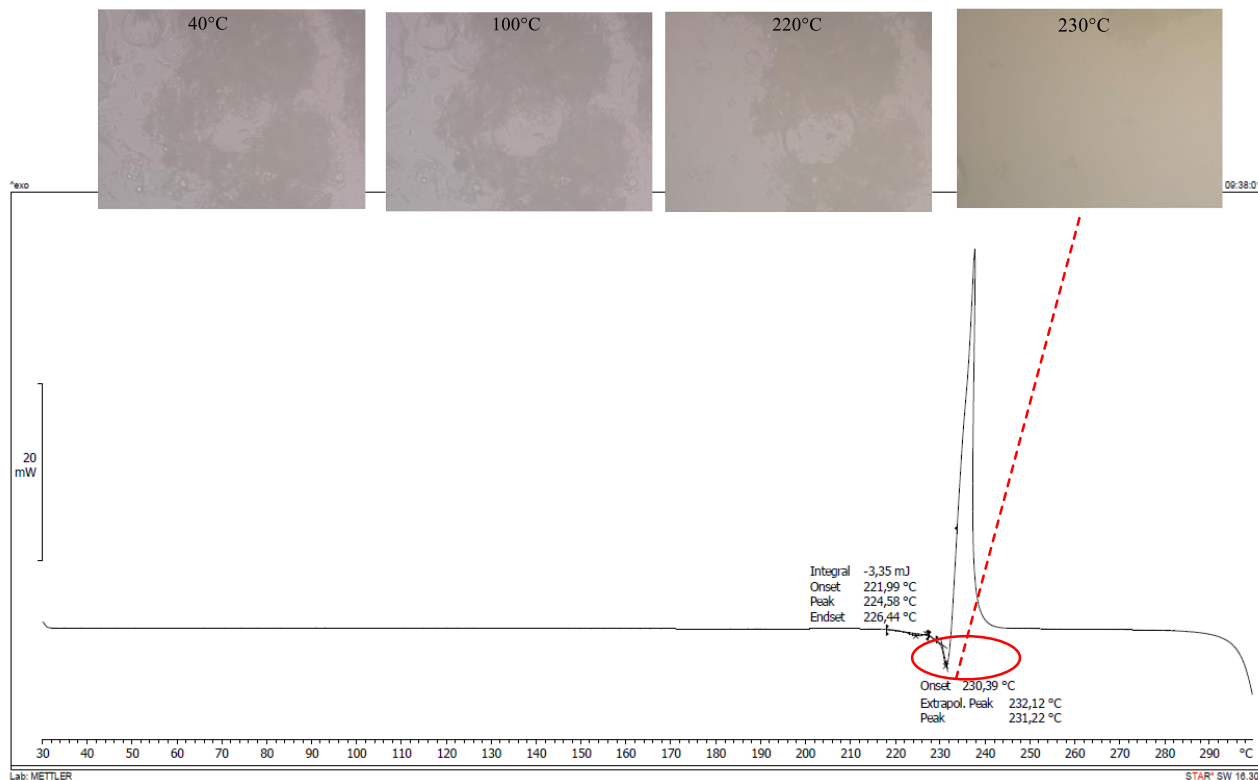 40°C
100°C
220°C
230°C
^exo
09:38:01
20
mW
Integral -3,35 mJ
Onset 221,99 °C
Peak 224,58 °C
Endset 226,44 °C
Onset 230,39 °C
Extrapol. Peak 232,12 °C
Peak 231,22 °C
30 40 50 60 70 80 90 100 110 120 130 140 150 160 170 180 190 200 210 220 230 240 250 260 270 280 290 °C
Lab: METTLER
STARᵉ SW 16.30